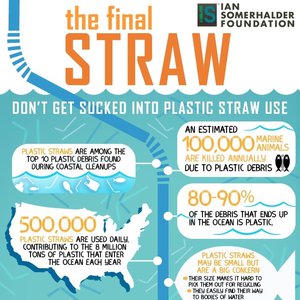 the final
STRAW
IS
IAN
SOMERHALDER
FOUNDATION
DON'T GET SUCKED INTO PLASTIC STRAW USE
PLASTIC STRAWS ARE AMONG THE
TOP 10 PLASTIC DEBRIS FOUND
DURING COASTAL CLEANUPS
AN ESTIMATED
100,000 MARINE
ANIMALS
ARE KILLED ANNUALLY
DUE TO PLASTIC DEBRIS
80-90%
OF THE DEBRIS THAT ENDS UP
IN THE OCEAN IS PLASTIC.
500,000
PLASTIC STRAWS ARE USED DAILY,
CONTRIBUTING TO THE 8 MILLION
TONS OF PLASTIC THAT ENTER
THE OCEAN EACH YEAR
PLASTIC STRAWS
MAY BE SMALL BUT
ARE A BIG CONCERN
THEIR SIZE MAKES IT HARD TO
PICK THEM OUT FOR RECYCLING
THEY EASILY FIND THEIR WAY
TO BODIES OF WATER